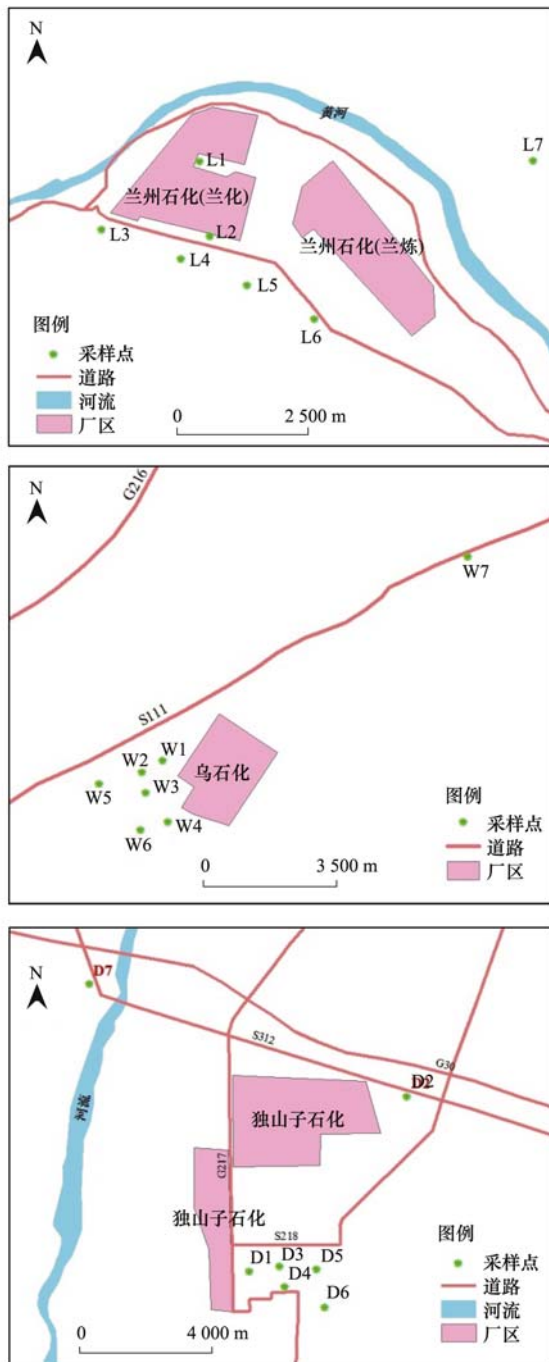 N
黄河
L7
L1
兰州石化(兰化)
L2
兰州石化(兰炼)
L3
L4
L5
L6
图例
采样点
道路
河流
厂区
0 2 500 m
N
G216
W7
S111
乌石化
W1
W2
W3
W5
W4
W6
图例
采样点
道路
厂区
0 3 500 m
N
D7
S312
G30
D2
独山子石化
河流
G217
独山子石化
S218
D1 D3 D5
D4
D6
图例
采样点
道路
河流
厂区
0 4 000 m